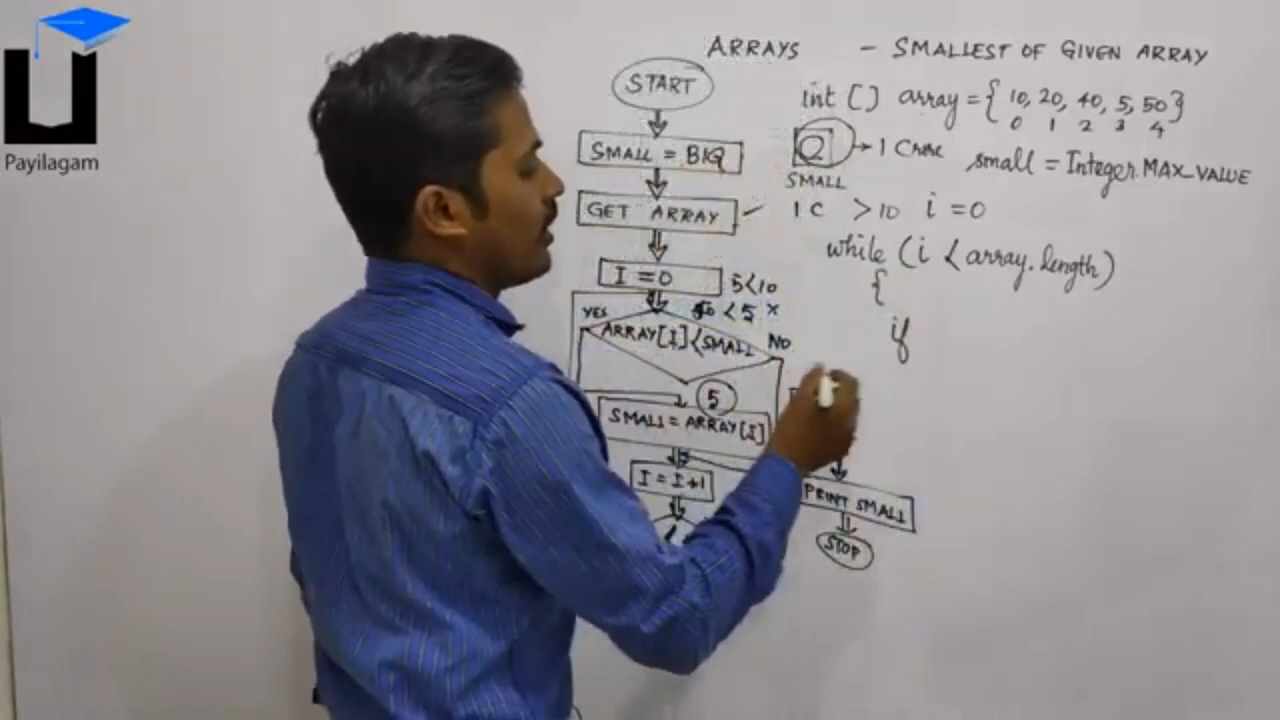 Payilagam
ARRAYS - SMALLEST OF GIVEN ARRAY
START
SMALL = BIG
GET ARRAY
I = 0
5<10
<5 x
YES
ARRAY[I]<SMALL
NO
5
SMALL = ARRAY[I]
I = I+1
PRINT SMALL
STOP
int [] array = { 10, 20, 40, 5, 50}
0 1 2 3 4
→ 1 Crore
SMALL
small = Integer.MAX_VALUE
1 C >10 i =0
while (i < array.length)
{
if